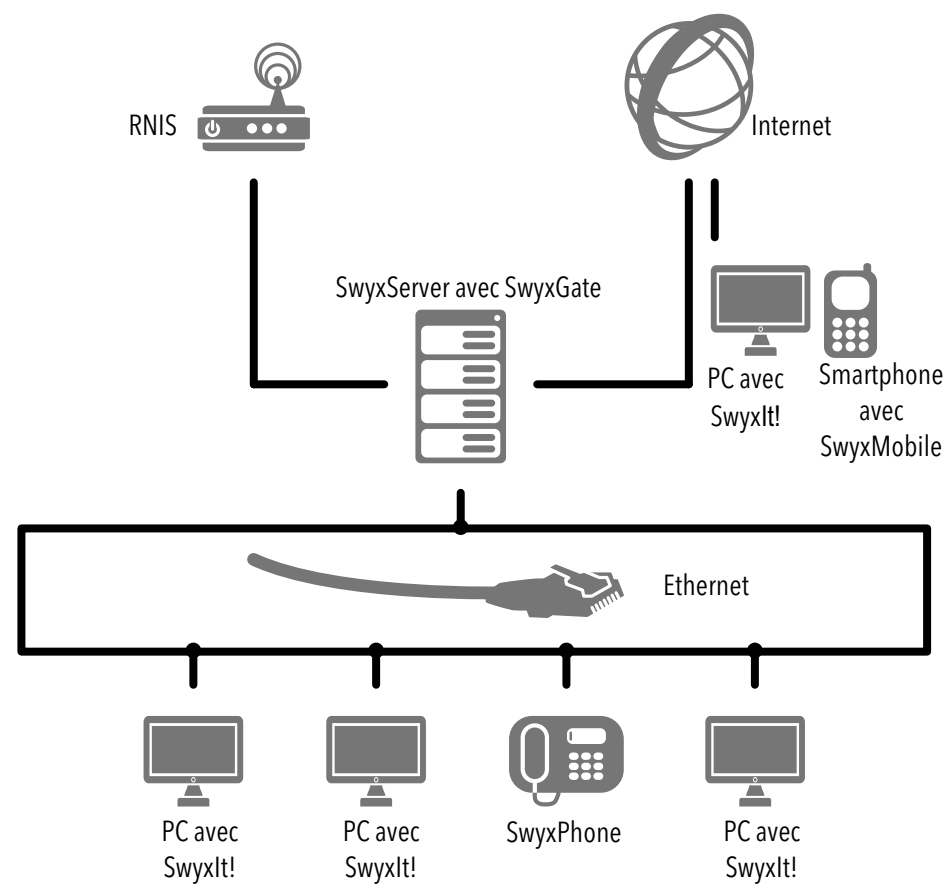 RNIS
Internet
SwyxServer avec SwyxGate
PC avec
SwyxIt!
Smartphone
avec
SwyxMobile
Ethernet
PC avec
SwyxIt!
PC avec
SwyxIt!
SwyxPhone
PC avec
SwyxIt!